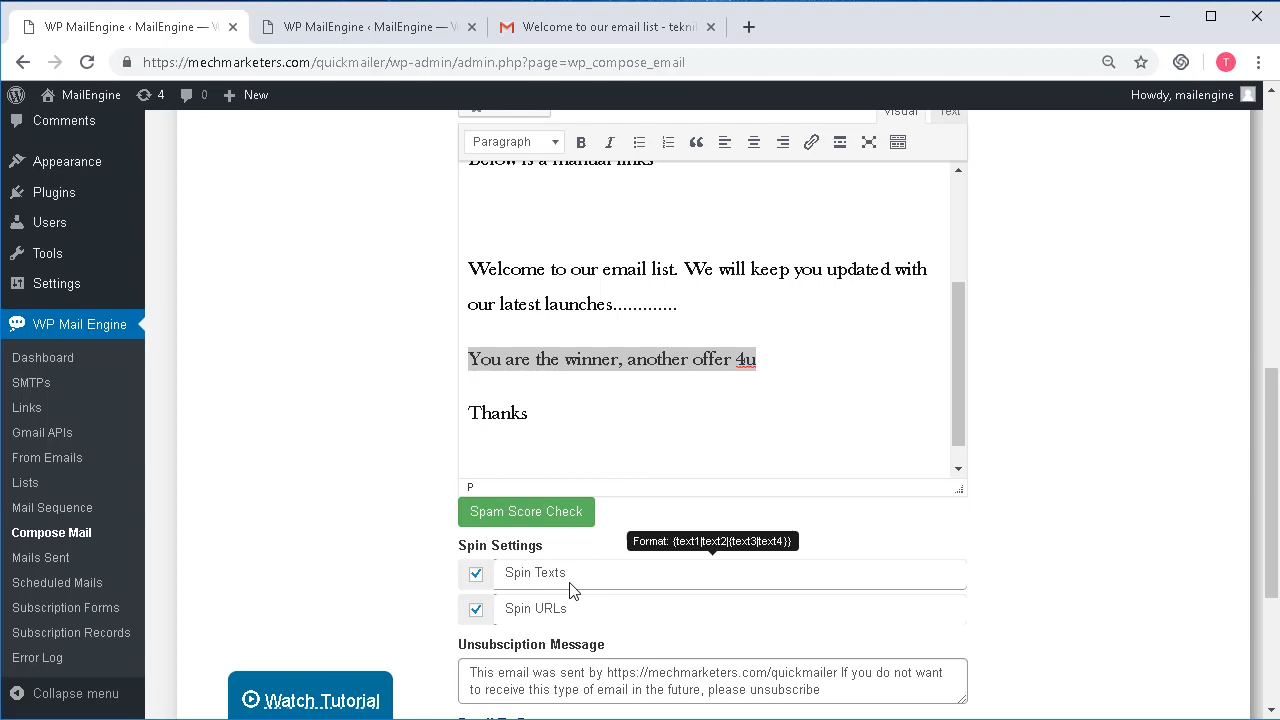 WP MailEngine ‹ MailEngine — W
WP MailEngine ‹ MailEngine — V
Welcome to our email list - teknil
https://mechmarketers.com/quickmailer/wp-admin/admin.php?page=wp_compose_email
T
MailEngine
4
0
New
Howdy, mailengine
Comments
Appearance
Plugins
Users
Tools
Settings
WP Mail Engine
Dashboard
SMTPs
Links
Gmail APIs
From Emails
Lists
Mail Sequence
Compose Mail
Mails Sent
Scheduled Mails
Subscription Forms
Subscription Records
Error Log
Collapse menu
Visual
Text
Paragraph
B
I
Below is a manual links
Welcome to our email list. We will keep you updated with
our latest launches.............
You are the winner, another offer 4u
Thanks
P
Spam Score Check
Spin Settings
Format: {text1|text2|{text3|text4}}
Spin Texts
Spin URLs
Unsubsciption Message
This email was sent by https://mechmarketers.com/quickmailer If you do not want
to receive this type of email in the future, please unsubscribe
Watch Tutorial